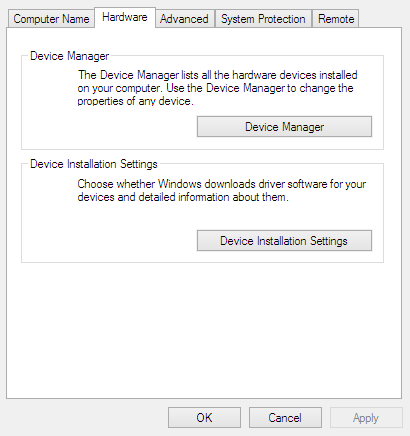 Computer Name Hardware Advanced System Protection Remote
Device Manager
The Device Manager lists all the hardware devices installed
on your computer. Use the Device Manager to change the
properties of any device.
Device Manager
Device Installation Settings
Choose whether Windows downloads driver software for your
devices and detailed information about them.
Device Installation Settings
OK Cancel Apply